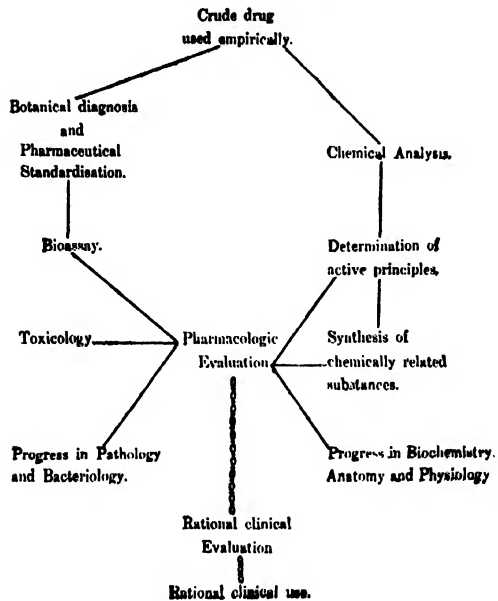 Crude drug
used empirically.
Botanical diagnosis
and
Pharmaceutical
Standardisation.
Chemical Analysis.
Bioassay.
Determination of
active principles.
Toxicology
Pharmacologic
Evaluation
Synthesis of
chemically related
substances.
Progress in Pathology
and Bacteriology.
Progress in Biochemistry.
Anatomy and Physiology
Rational clinical
Evaluation
Rational clinical use.